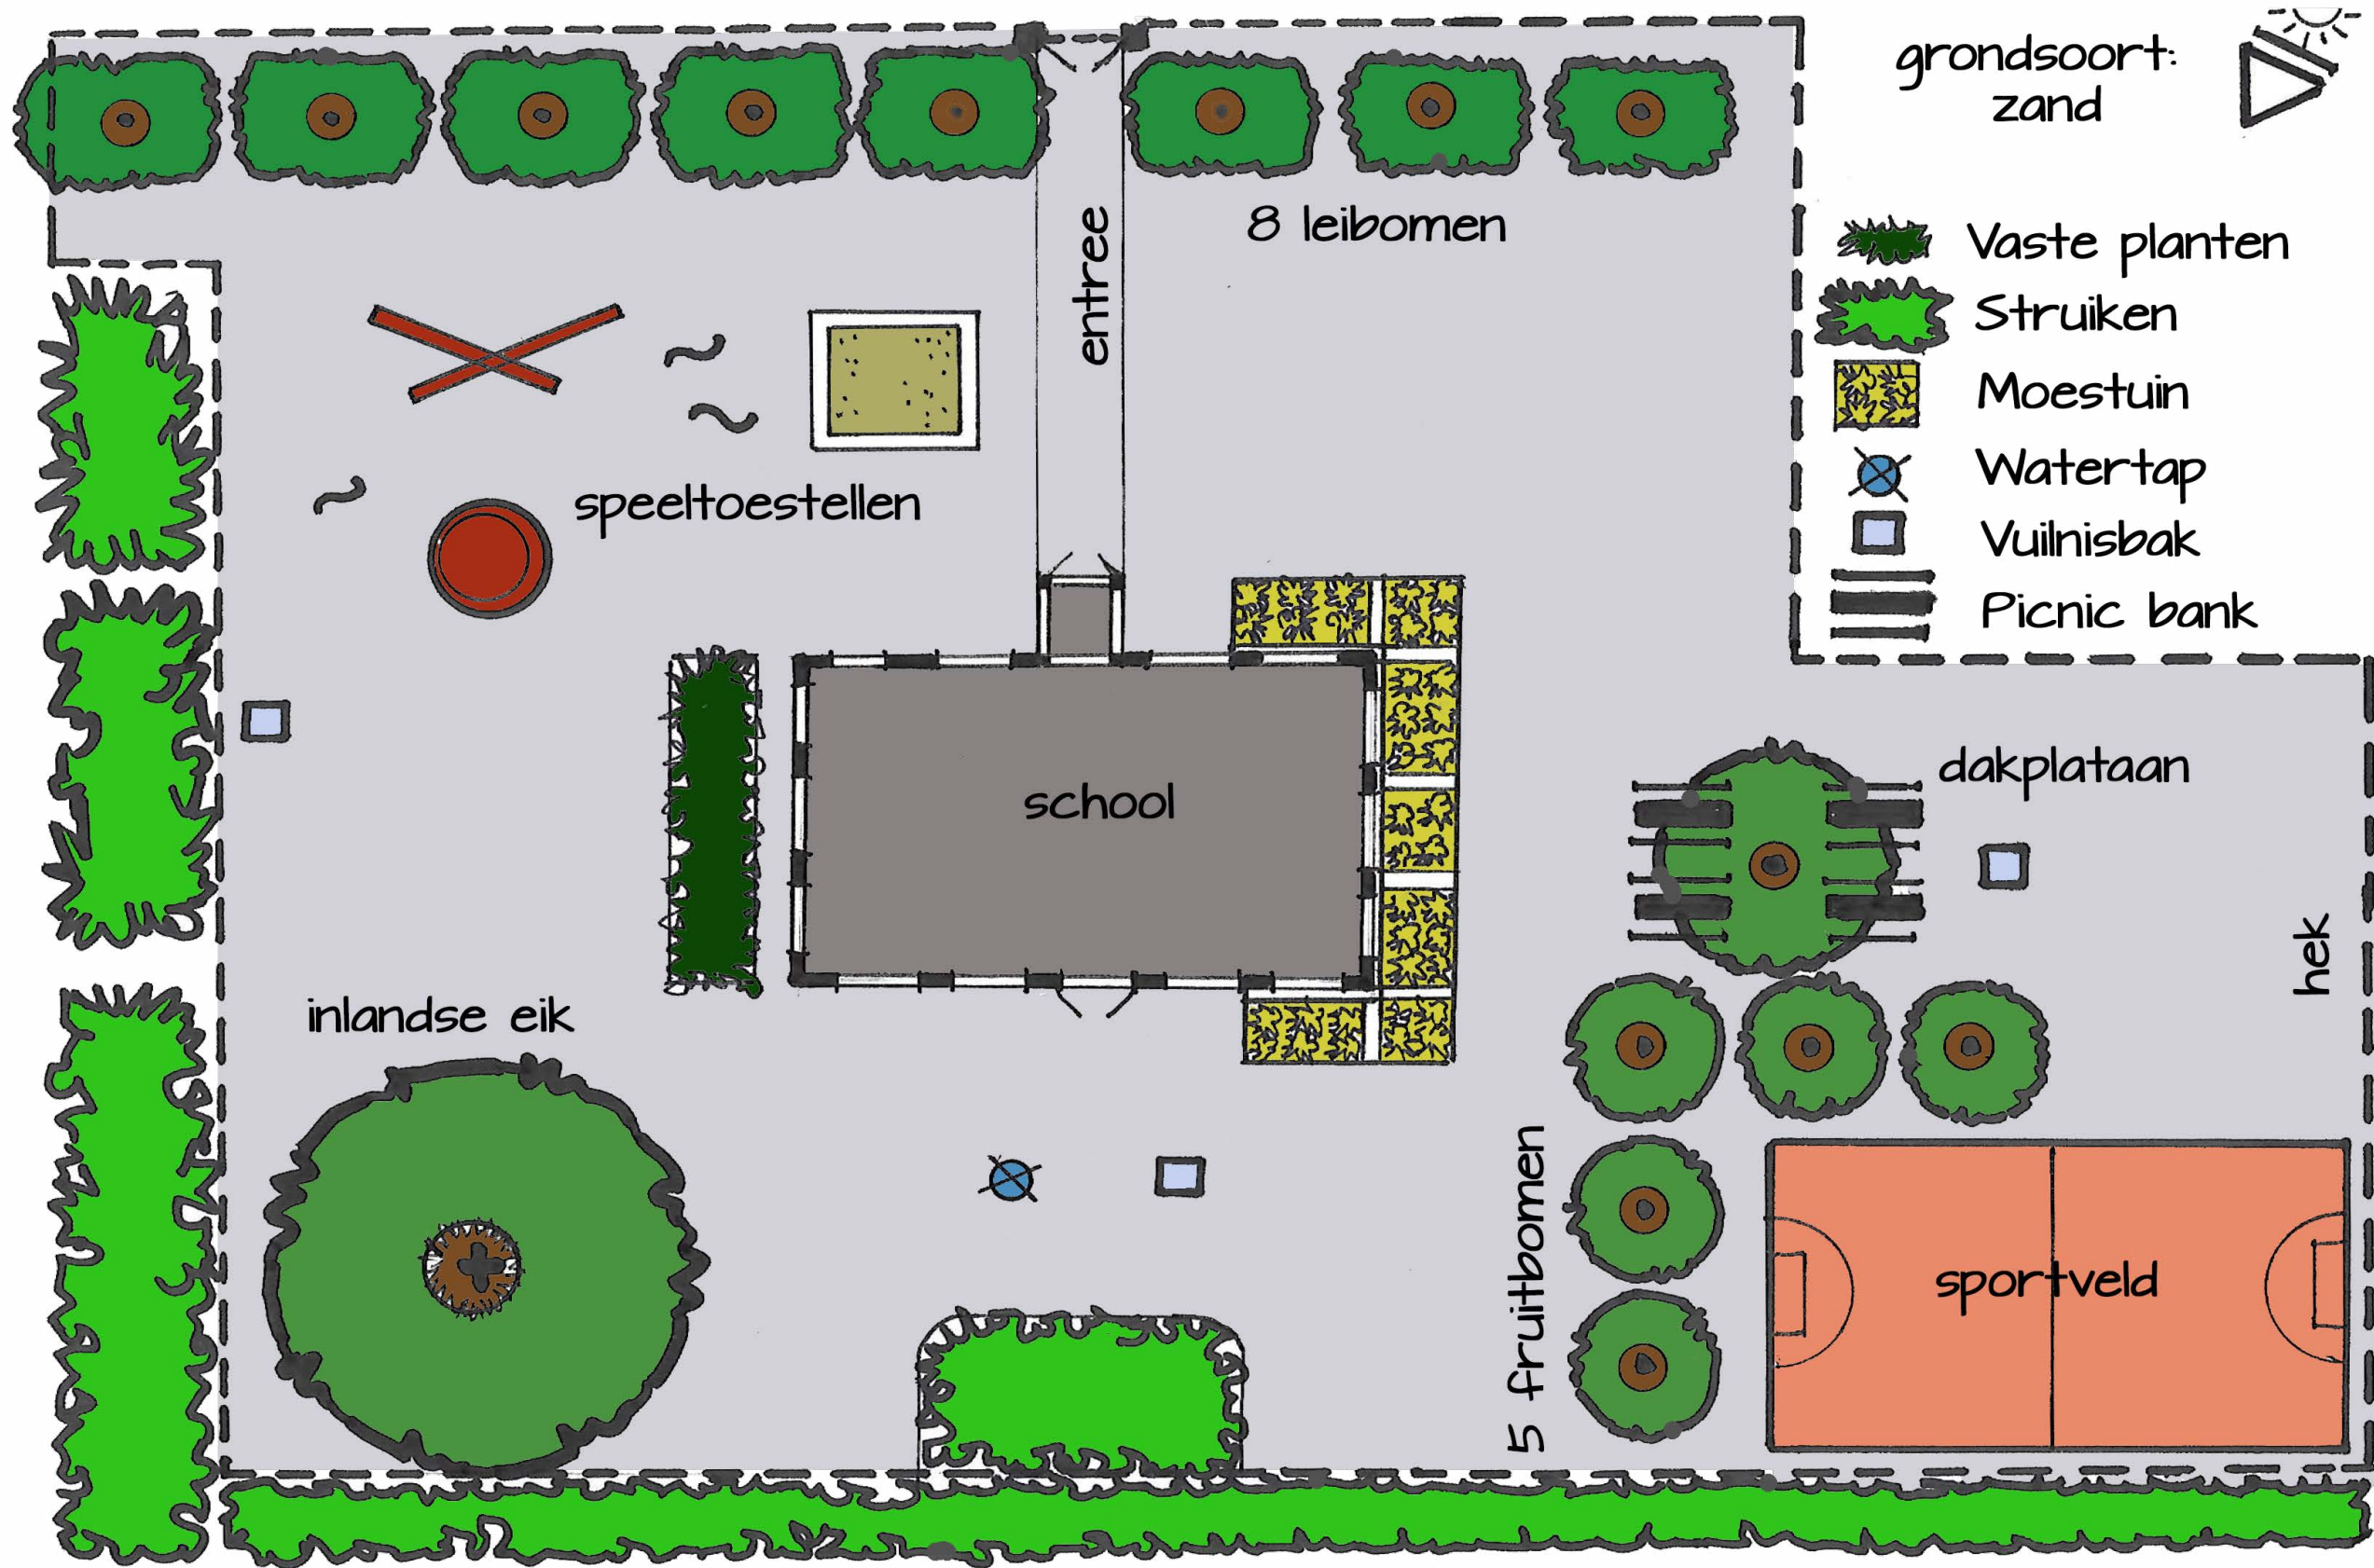 grondsoort:
zand
8 leibomen
entree
Vaste planten
Struiken
Moestuin
Watertap
Vuilnisbak
Picnic bank
speeltoestellen
school
dakplataan
hek
inlandse eik
5 fruitbomen
sportveld